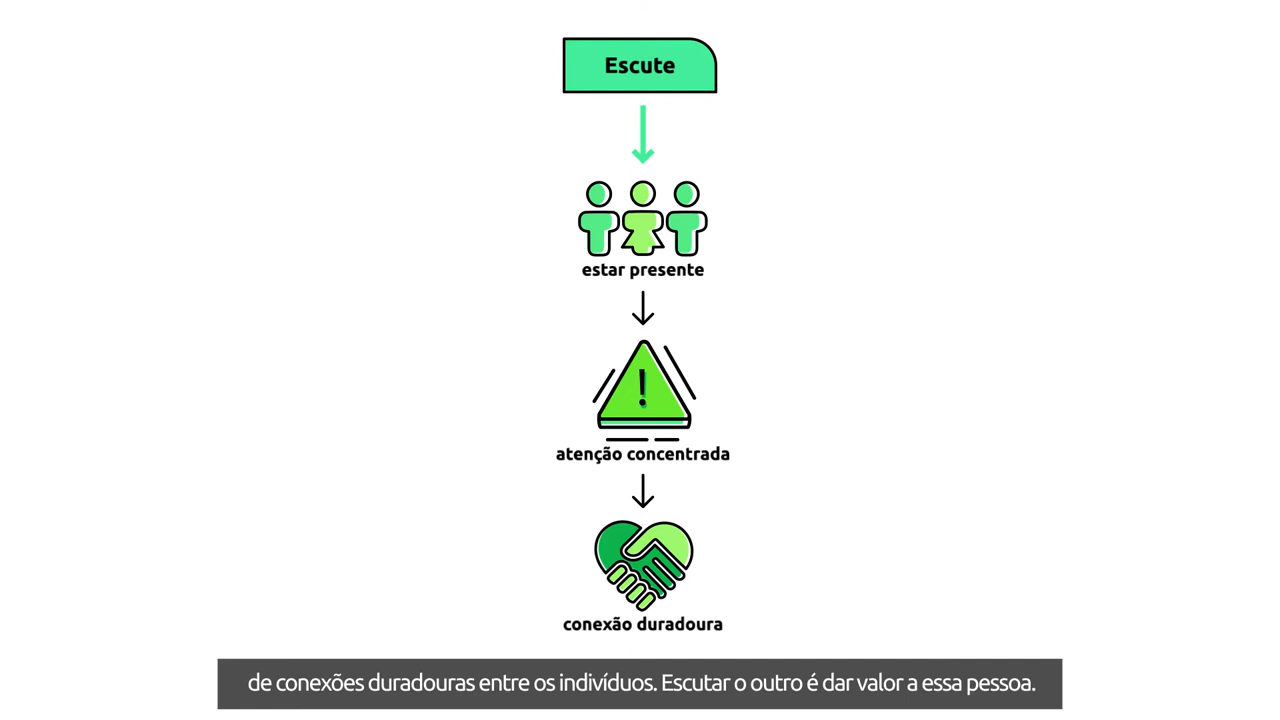 Escute
estar presente
!
atenção concentrada
conexão duradoura
de conexões duradouras entre os indivíduos. Escutar o outro é dar valor a essa pessoa.